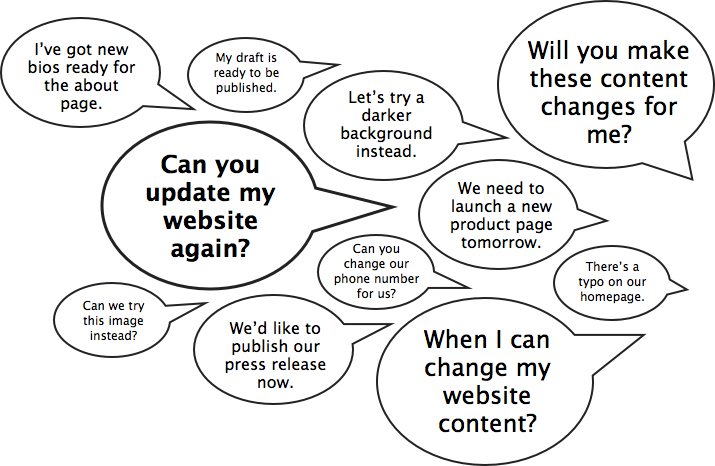 I've got new
bios ready for
the about
page.
My draft is
ready to be
published.
Will you make
these content
changes for
me?
Let's try a
darker
background
instead.
Can you
update my
website
again?
We need to
launch a new
product page
tomorrow.
Can you
change our
phone number
for us?
There's a
typo on our
homepage.
Can we try
this image
instead?
We'd like to
publish our
press release
now.
When I can
change my
website
content?